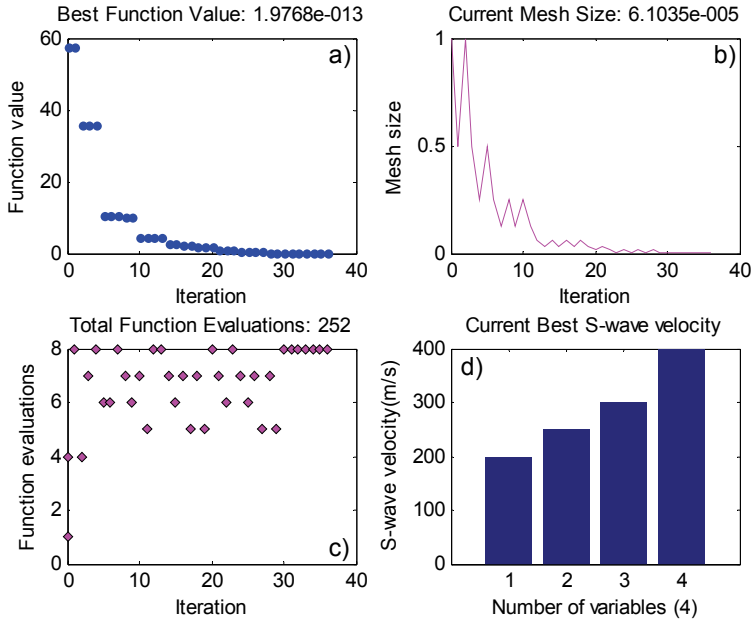 Best Function Value: 1.9768e-013
a)
Function value
60
40
20
0
0 10 20 30 40
Iteration
Current Mesh Size: 6.1035e-005
b)
Mesh size
1
0.5
0
0 10 20 30 40
Iteration
Total Function Evaluations: 252
c)
Function evaluations
8
6
4
2
0
0 10 20 30 40
Iteration
Current Best S-wave velocity
d)
S-wave velocity(m/s)
400
300
200
100
0
1 2 3 4
Number of variables (4)